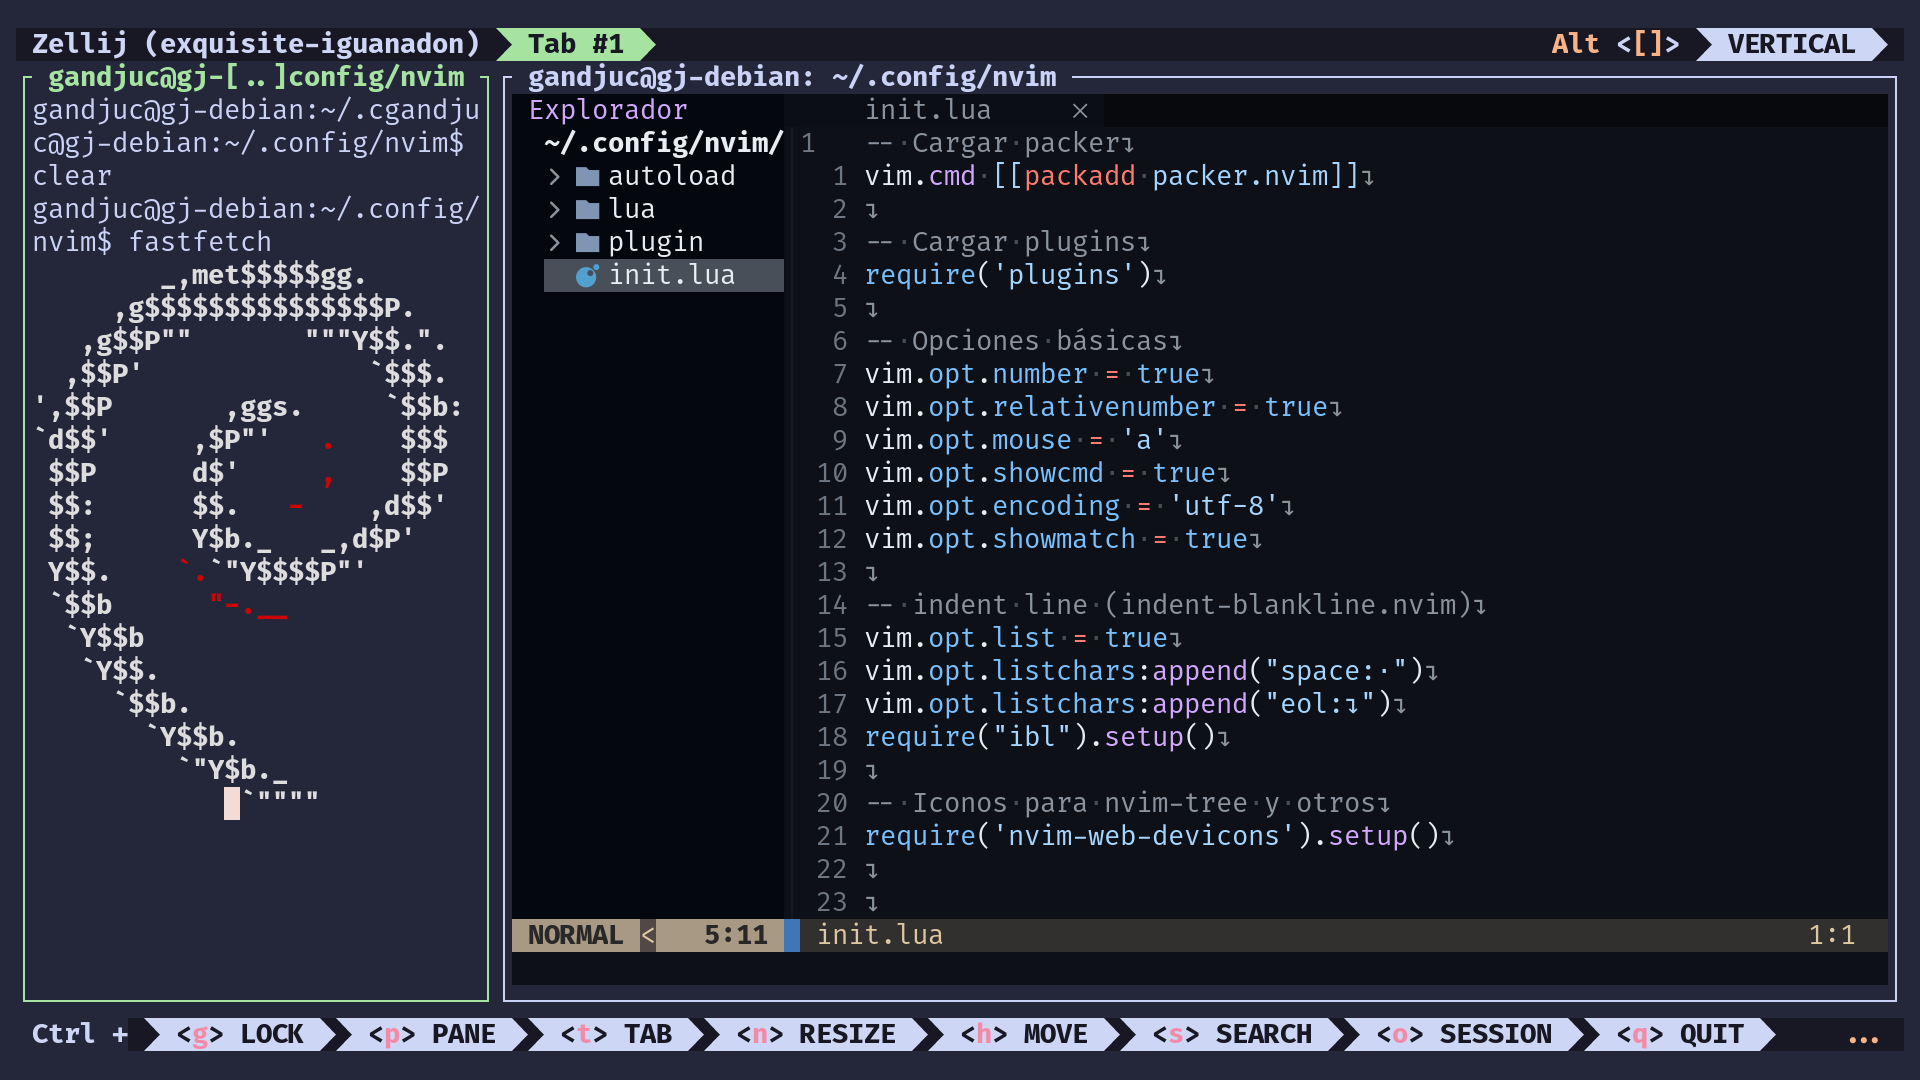 Zellij (exquisite-iguanadon) Tab #1 Alt <[]> VERTICAL
gandjuc@gj-[..]config/nvim
gandjuc@gj-debian:~/.cgandju
c@gj-debian:~/.config/nvim$
clear
gandjuc@gj-debian:~/.config/
nvim$ fastfetch
         _,met$$$$$gg.
      ,g$$$$$$$$$$$$$$$P.
    ,g$$P""       """Y$$.".
  ,$$P'              `$$$.
',$$P       ,ggs.     `$$b:
`d$$'     ,$P"'   .    $$$
 $$P      d$'     ,    $$P
 $$:      $$.   -    ,d$$'
 $$;      Y$b._   _,d$P'
 Y$$.    `.`"Y$$$$P"'
 `$$b      "-.__
  `Y$$b
   `Y$$.
     `$$b.
       `Y$$b.
         `"Y$b._
             `""""
gandjuc@gj-debian: ~/.config/nvim
Explorador
~/.config/nvim/
> autoload
> lua
> plugin
init.lua
init.lua ×
1 --·Cargar·packer↴
1 vim.cmd·[[packadd·packer.nvim]]↴
2 ↴
3 --·Cargar·plugins↴
4 require('plugins')↴
5 ↴
6 --·Opciones·básicas↴
7 vim.opt.number·=·true↴
8 vim.opt.relativenumber·=·true↴
9 vim.opt.mouse·=·'a'↴
10 vim.opt.showcmd·=·true↴
11 vim.opt.encoding·=·'utf-8'↴
12 vim.opt.showmatch·=·true↴
13 ↴
14 --·indent·line·(indent-blankline.nvim)↴
15 vim.opt.list·=·true↴
16 vim.opt.listchars:append("space:·")↴
17 vim.opt.listchars:append("eol:↴")↴
18 require("ibl").setup()↴
19 ↴
20 --·Iconos·para·nvim-tree·y·otros↴
21 require('nvim-web-devicons').setup()↴
22 ↴
23 ↴
NORMAL < 5:11 init.lua 1:1
Ctrl + <g> LOCK <p> PANE <t> TAB <n> RESIZE <h> MOVE <s> SEARCH <o> SESSION <q> QUIT ...